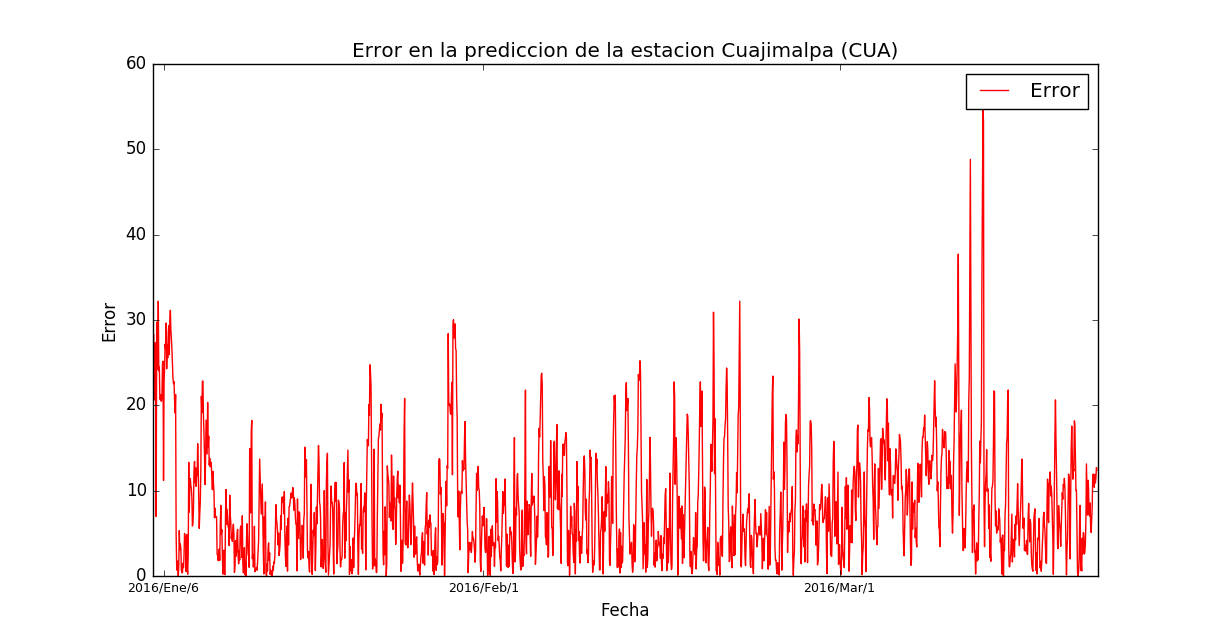 Error en la prediccion de la estacion Cuajimalpa (CUA)
60
50
40
30
20
10
0
Error
Error
2016/Ene/6
2016/Feb/1
2016/Mar/1
Fecha